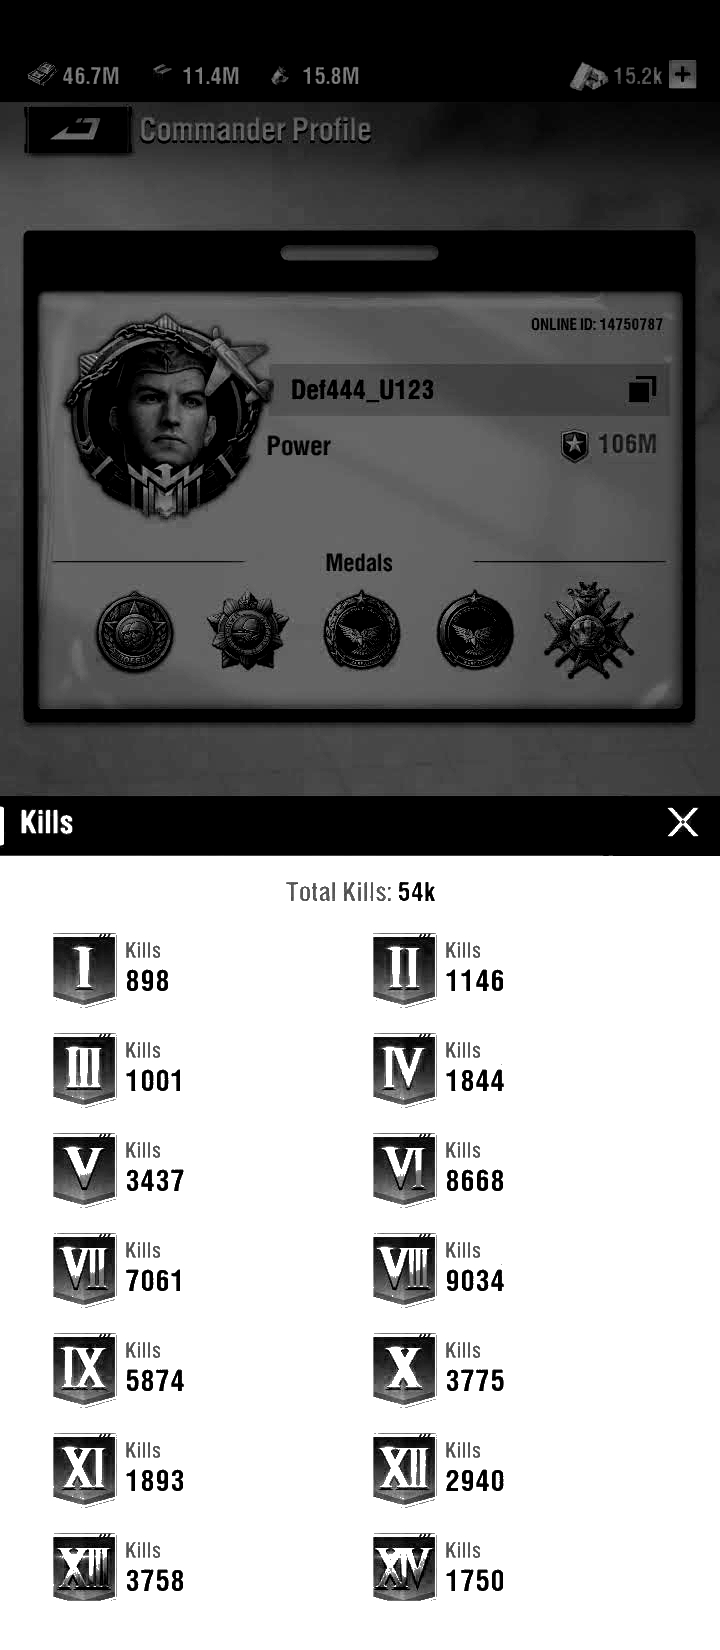 46.7M 11.4M 15.8M 15.2k +
Commander Profile
ONLINE ID: 14750787
Def444_U123
Power 106M
Medals
Kills
Total Kills: 54k
I Kills 898
II Kills 1146
III Kills 1001
IV Kills 1844
V Kills 3437
VI Kills 8668
VII Kills 7061
VIII Kills 9034
IX Kills 5874
X Kills 3775
XI Kills 1893
XII Kills 2940
XIII Kills 3758
XIV Kills 1750